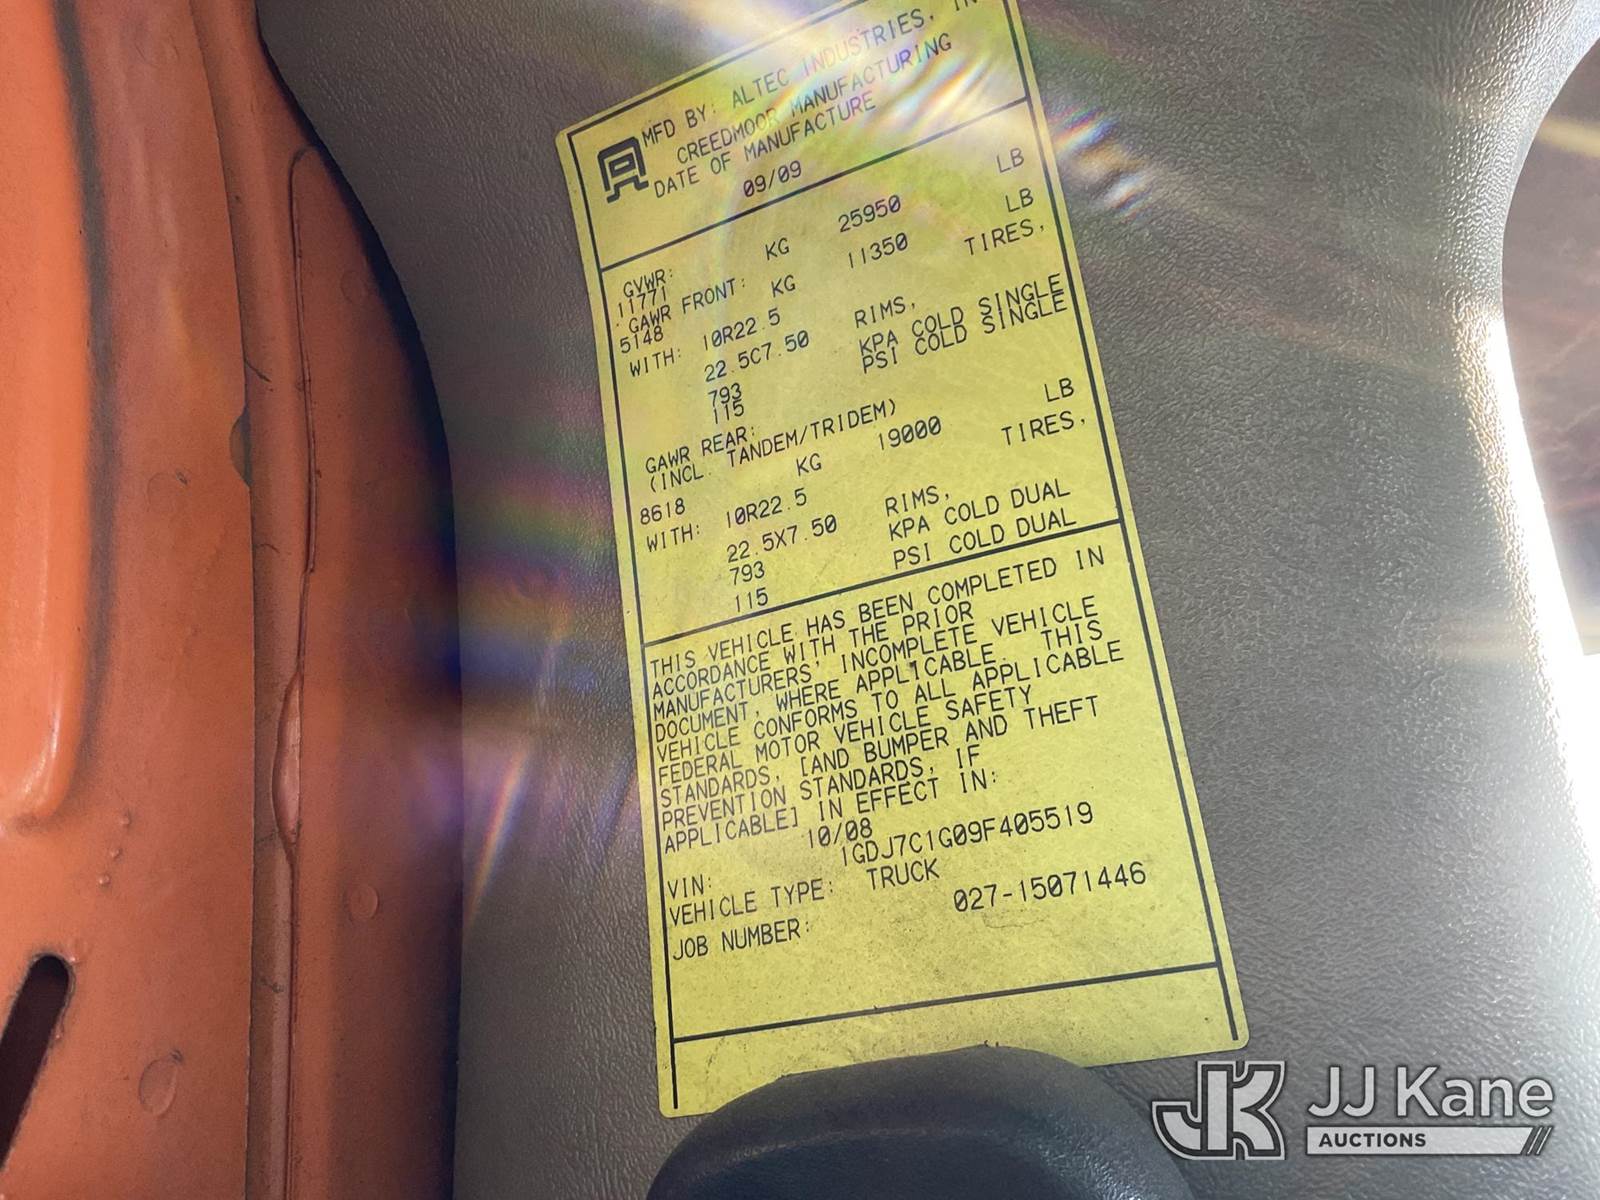 MFD BY: ALTEC INDUSTRIES, IN
CREEDMOOR MANUFACTURING
DATE OF MANUFACTURE
09/09
GVWR:
11771 KG 25950 LB
GAWR FRONT:
5148 KG 11350 LB
WITH: 10R22.5 TIRES,
22.5C7.50 RIMS,
793 KPA COLD SINGLE
115 PSI COLD SINGLE
GAWR REAR:
(INCL. TANDEM/TRIDEM)
8618 KG 19000 LB
WITH: 10R22.5 TIRES,
22.5X7.50 RIMS,
793 KPA COLD DUAL
115 PSI COLD DUAL
THIS VEHICLE HAS BEEN COMPLETED IN
ACCORDANCE WITH THE PRIOR
MANUFACTURERS, INCOMPLETE VEHICLE
DOCUMENT, WHERE APPLICABLE. THIS
VEHICLE CONFORMS TO ALL APPLICABLE
FEDERAL MOTOR VEHICLE SAFETY
STANDARDS, [AND BUMPER AND THEFT
PREVENTION STANDARDS, IF
APPLICABLE] IN EFFECT IN:
10/08
VIN: 1GDJ7C1G09F405519
VEHICLE TYPE: TRUCK
JOB NUMBER: 027-15071446
JK JJ Kane
AUCTIONS